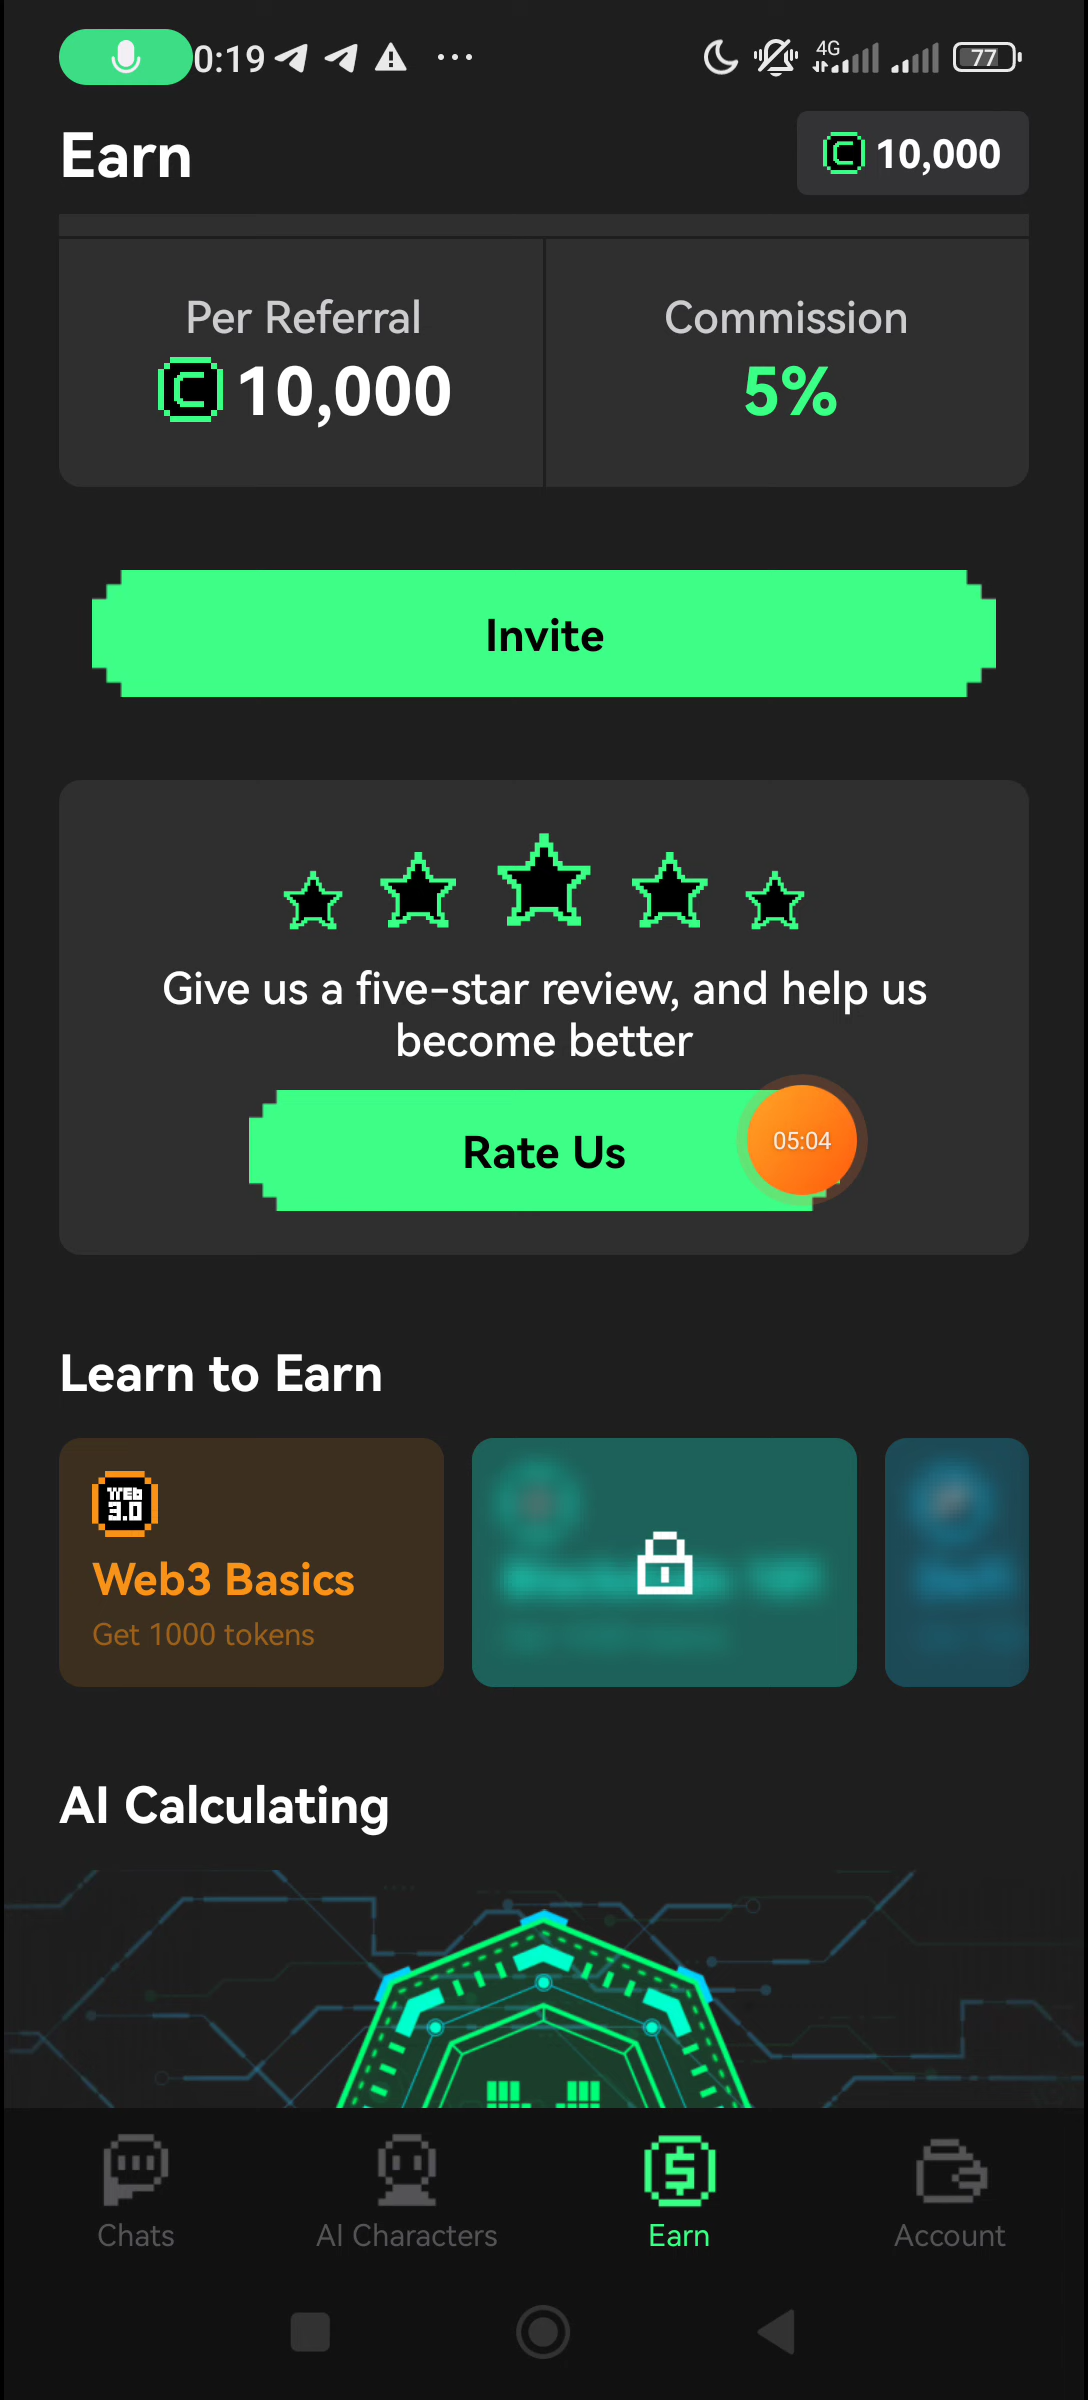 0:19
4G
77
Earn
10,000
Per Referral
10,000
Commission
5%
Invite
Give us a five-star review, and help us
become better
Rate Us
05:04
Learn to Earn
WEB
3.0
Web3 Basics
Get 1000 tokens
AI Calculating
Chats
AI Characters
Earn
Account